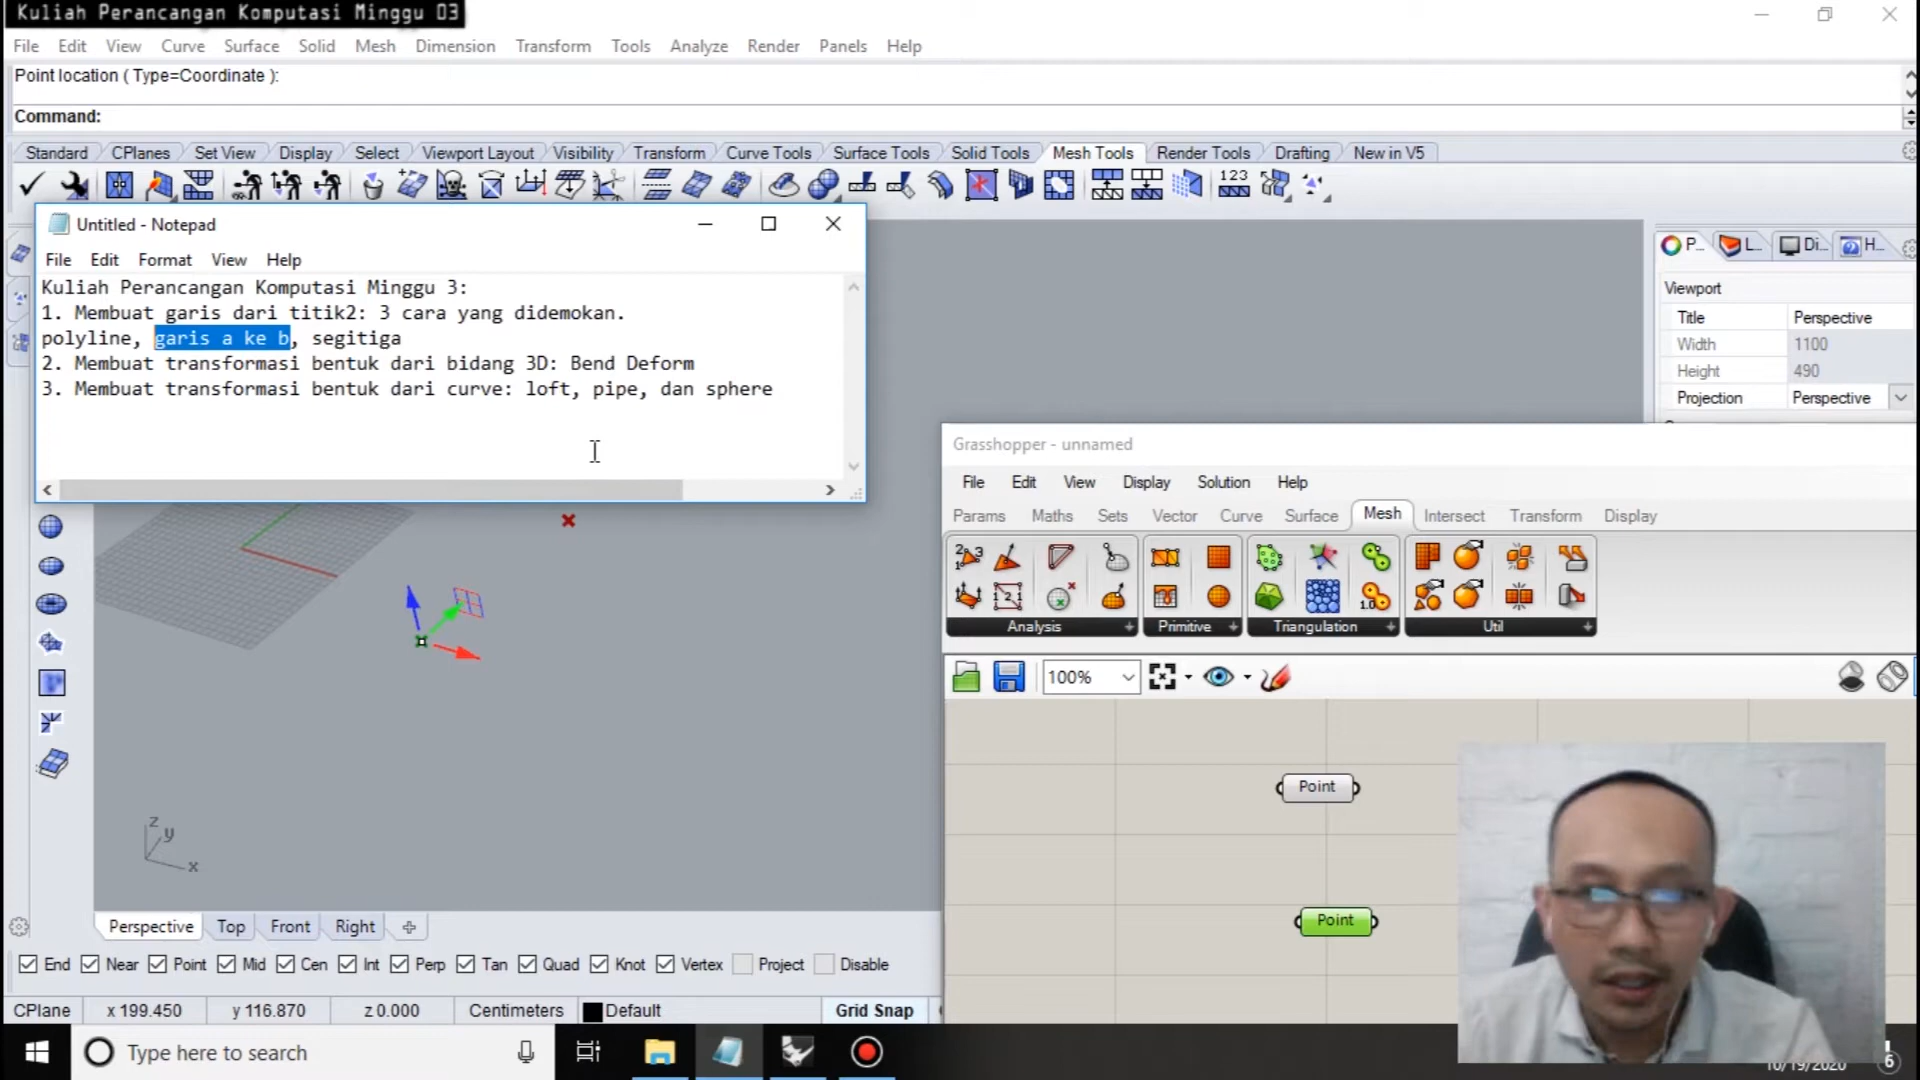 Kuliah Perancangan Komputasi Minggu 03
File Edit View Curve Surface Solid Mesh Dimension Transform Tools Analyze Render Panels Help
Point location ( Type=Coordinate ):
Command:
Standard CPlanes Set View Display Select Viewport Layout Visibility Transform Curve Tools Surface Tools Solid Tools Mesh Tools Render Tools Drafting New in V5
123
Untitled - Notepad
File Edit Format View Help
Kuliah Perancangan Komputasi Minggu 3:
1. Membuat garis dari titik2: 3 cara yang didemokan.
polyline, garis a ke b, segitiga
2. Membuat transformasi bentuk dari bidang 3D: Bend Deform
3. Membuat transformasi bentuk dari curve: loft, pipe, dan sphere
P... L... Di... H...
Viewport
Title Perspective
Width 1100
Height 490
Projection Perspective
Grasshopper - unnamed
File Edit View Display Solution Help
Params Maths Sets Vector Curve Surface Mesh Intersect Transform Display
Analysis Primitive Triangulation Util
100%
Point
Point
z
y
x
Perspective Top Front Right
End Near Point Mid Cen Int Perp Tan Quad Knot Vertex Project Disable
CPlane x 199.450 y 116.870 z 0.000 Centimeters Default Grid Snap
Type here to search
10/19/2020
6